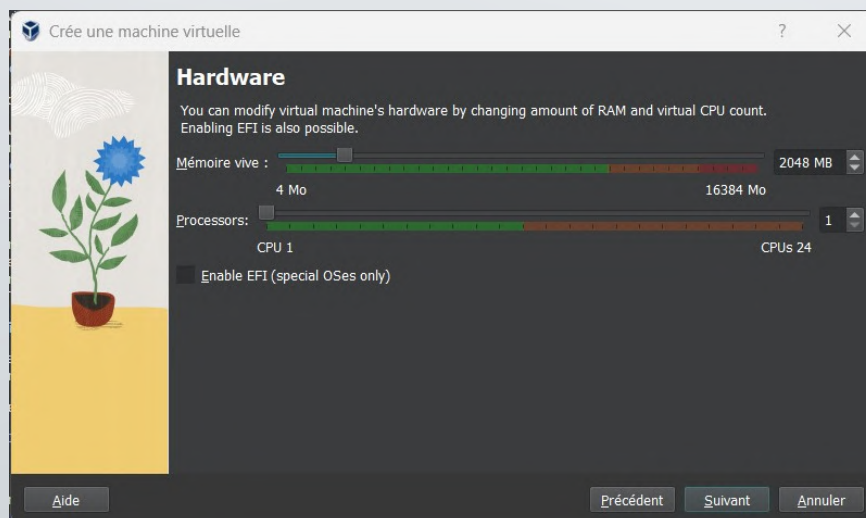 Crée une machine virtuelle
?
Hardware
You can modify virtual machine's hardware by changing amount of RAM and virtual CPU count.
Enabling EFI is also possible.
Mémoire vive : 2048 MB
4 Mo 16384 Mo
Processors: 1
CPU 1 CPUs 24
Enable EFI (special OSes only)
Aide Précédent Suivant Annuler